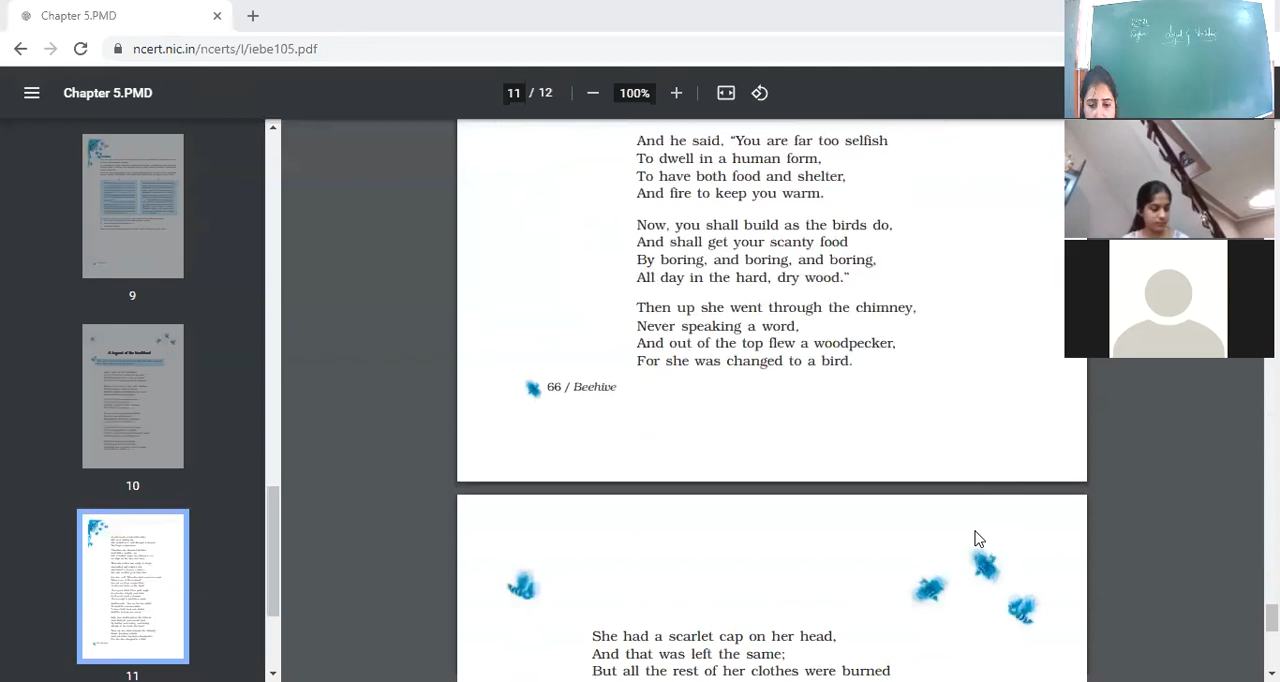 Chapter 5.PMD
ncert.nic.in/ncerts/l/iebe105.pdf
Chapter 5.PMD
11 / 12
100%
And he said, “You are far too selfish
To dwell in a human form,
To have both food and shelter,
And fire to keep you warm.
Now, you shall build as the birds do,
And shall get your scanty food
By boring, and boring, and boring,
All day in the hard, dry wood.”
Then up she went through the chimney,
Never speaking a word,
And out of the top flew a woodpecker,
For she was changed to a bird.
66 / Beehive
She had a scarlet cap on her head,
And that was left the same;
But all the rest of her clothes were burned
9
A Legend of the Northland
10
11